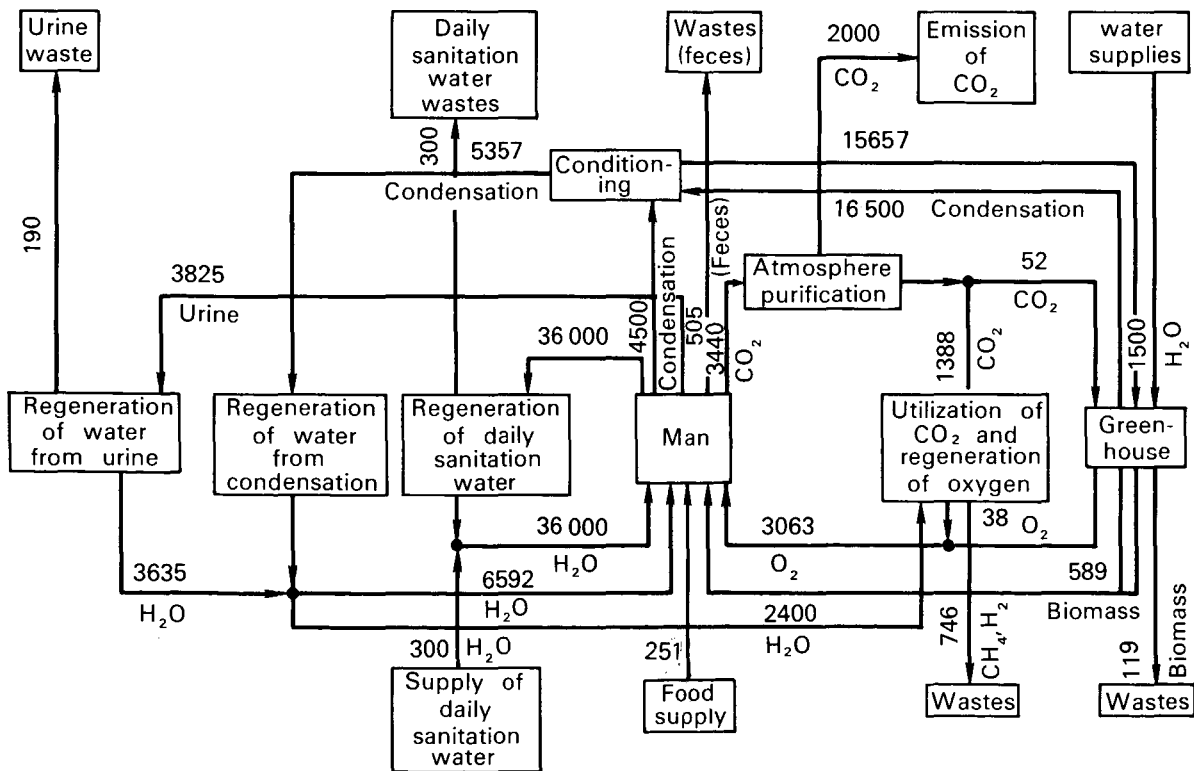 Urine
waste
Daily
sanitation
water
wastes
Wastes
(feces)
2000
CO₂
Emission
of
CO₂
water
supplies
190
300
5357
Condensation
Condition-
ing
15657
16 500 Condensation
3825
Urine
36 000
4500
Condensation
505
(Feces)
3440
CO₂
Atmosphere
purification
52
CO₂
1388
CO₂
1500
H₂O
Regeneration
of water
from urine
Regeneration
of water
from
condensation
Regeneration
of daily
sanitation
water
Man
Utilization of
CO₂ and
regeneration
of oxygen
Green-
house
36 000
H₂O
3063
O₂
38 O₂
3635
H₂O
6592
H₂O
589
Biomass
2400
H₂O
300 H₂O
251
746
CH₄, H₂
119
Biomass
Supply of
daily
sanitation
water
Food
supply
Wastes
Wastes